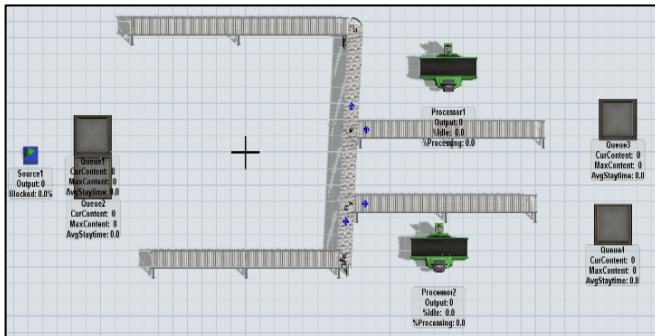 Source1
Output: 0
Blocked: 0.0%
Queue1
CurContent: 0
MaxContent: 0
AvgStaytime: 0.0
Queue2
CurContent: 0
MaxContent: 0
AvgStaytime: 0.0
Processor1
Output: 0
%Idle: 0.0
%Processing: 0.0
Processor2
Output: 0
%Idle: 0.0
%Processing: 0.0
Queue3
CurContent: 0
MaxContent: 0
AvgStaytime: 0.0
Queue4
CurContent: 0
MaxContent: 0
AvgStaytime: 0.0